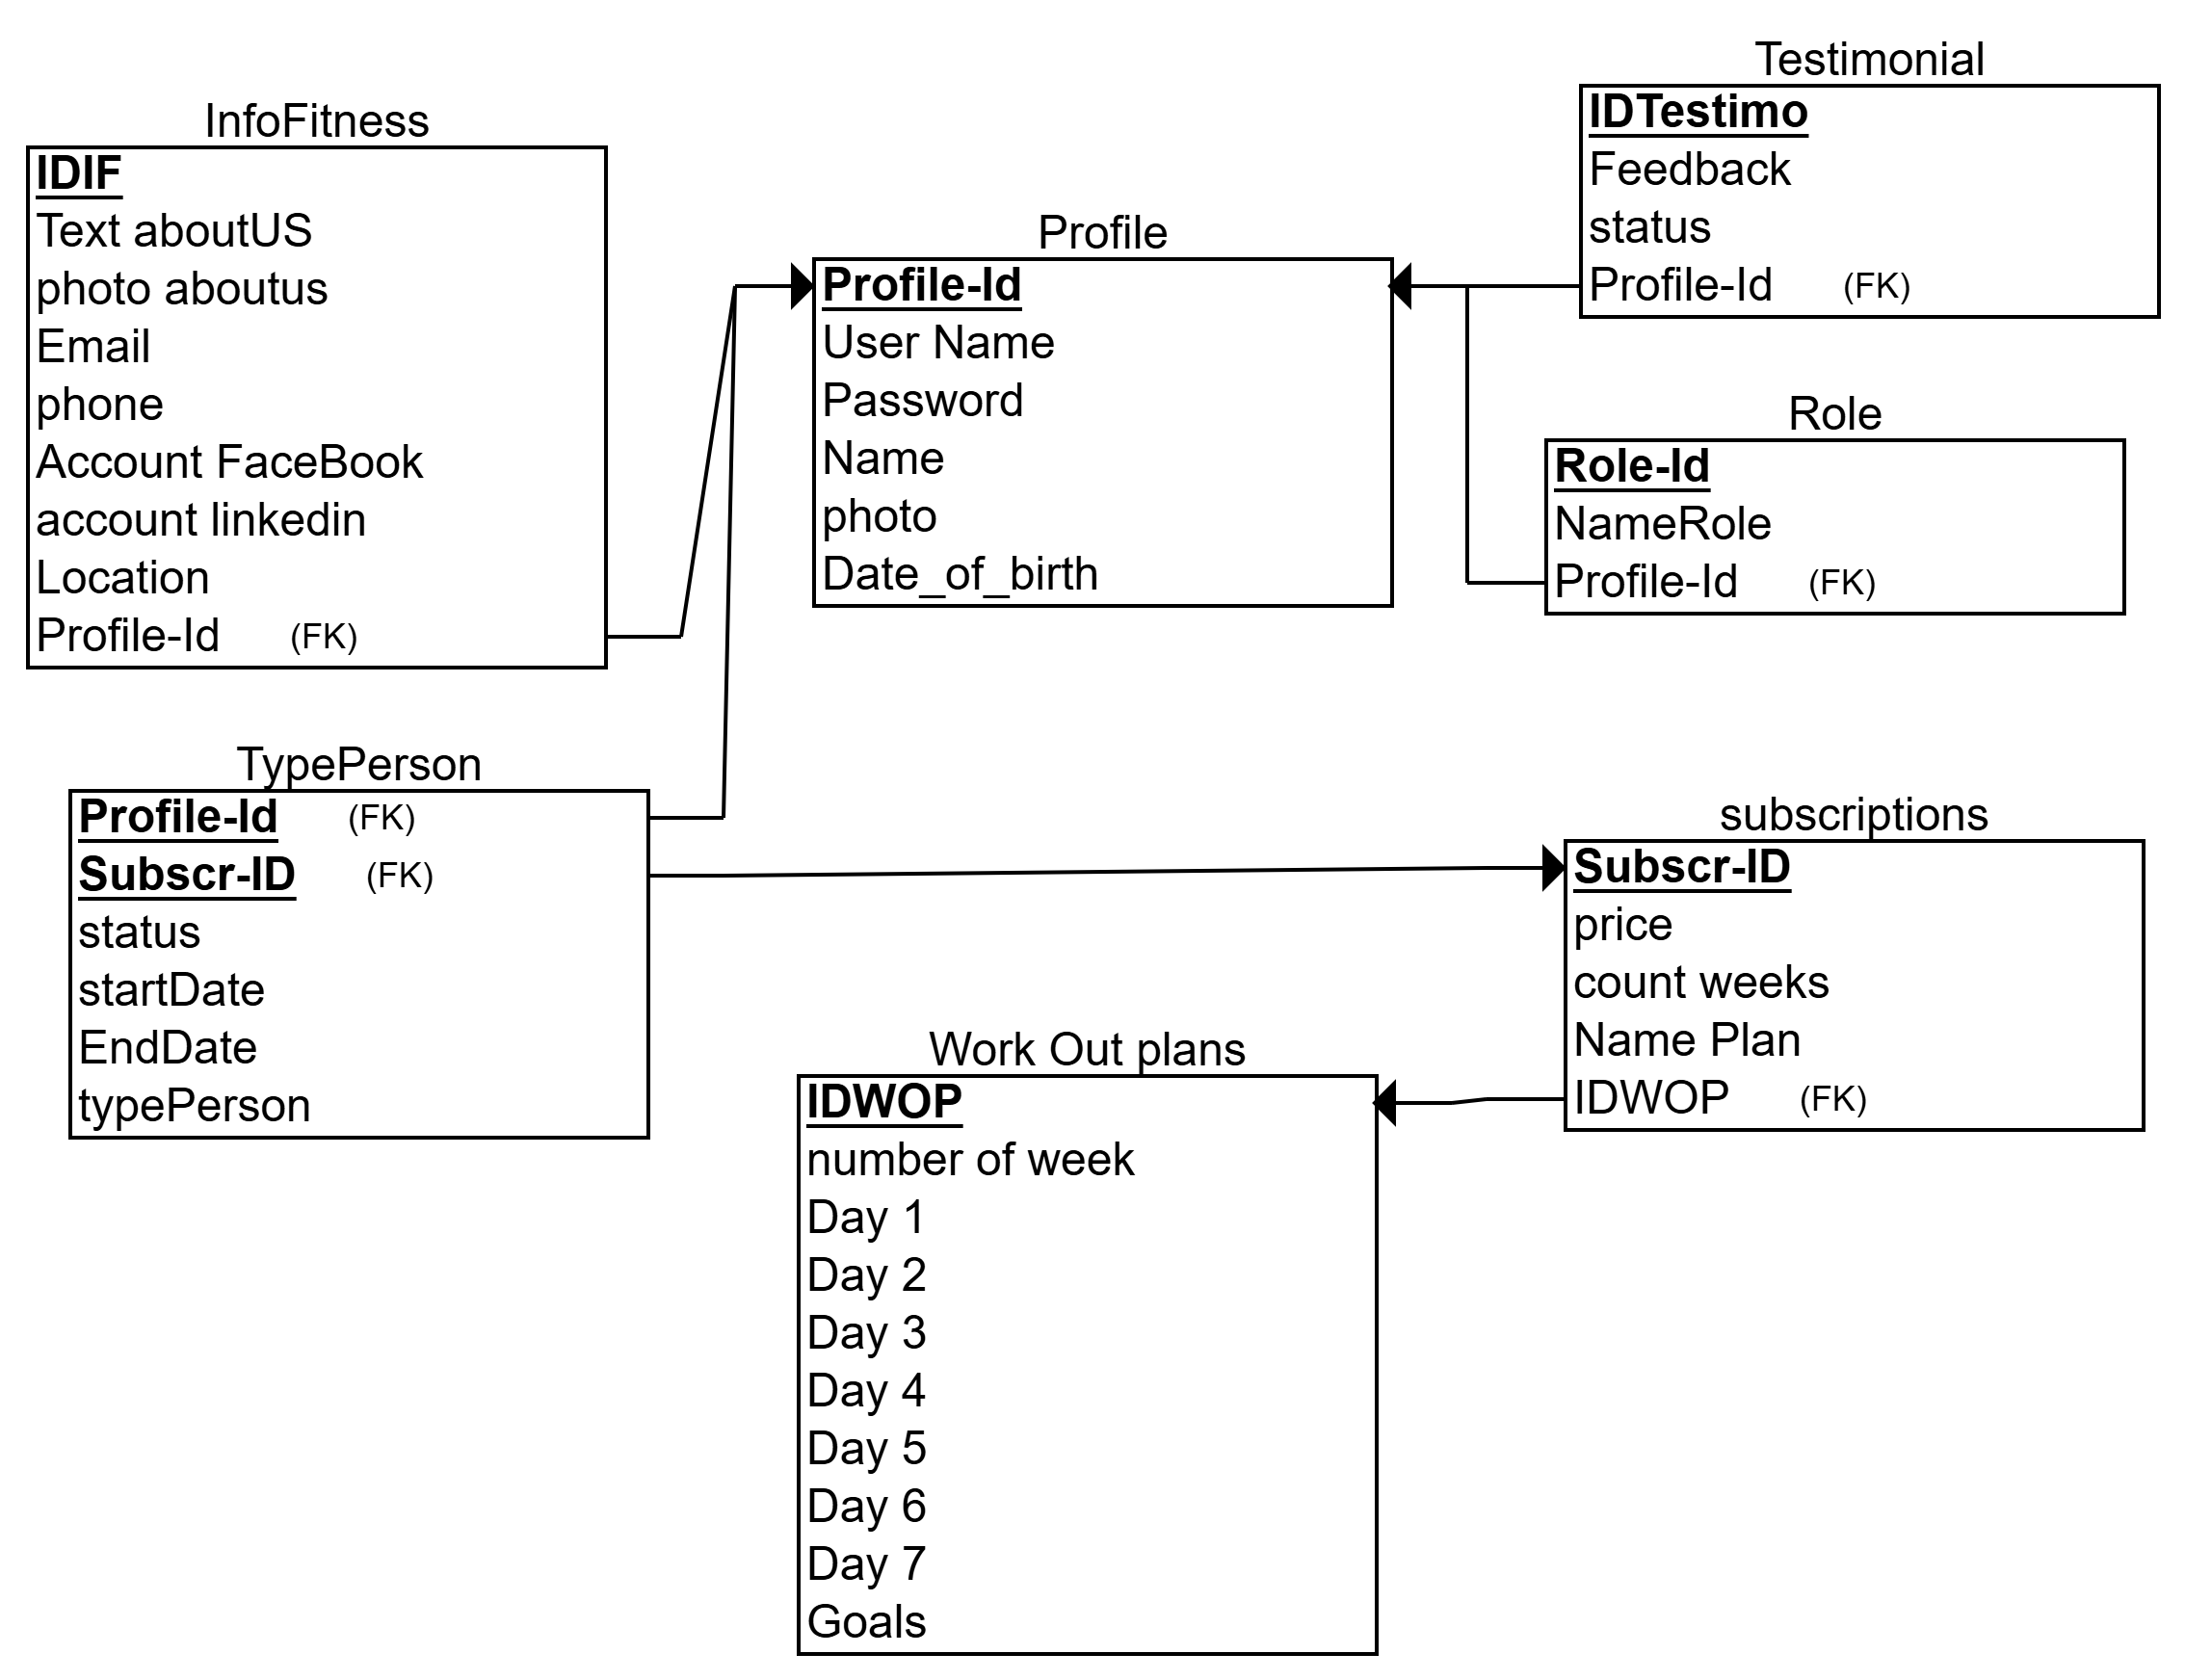 InfoFitness
IDIF
Text aboutUS
photo aboutus
Email
phone
Account FaceBook
account linkedin
Location
Profile-Id (FK)
Profile
Profile-Id
User Name
Password
Name
photo
Date_of_birth
Testimonial
IDTestimo
Feedback
status
Profile-Id (FK)
Role
Role-Id
NameRole
Profile-Id (FK)
TypePerson
Profile-Id (FK)
Subscr-ID (FK)
status
startDate
EndDate
typePerson
subscriptions
Subscr-ID
price
count weeks
Name Plan
IDWOP (FK)
Work Out plans
IDWOP
number of week
Day 1
Day 2
Day 3
Day 4
Day 5
Day 6
Day 7
Goals